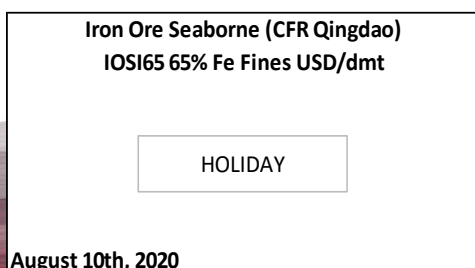 Iron Ore Seaborne (CFR Qingdao)
IOSI65 65% Fe Fines USD/dmt
HOLIDAY
August 10th, 2020